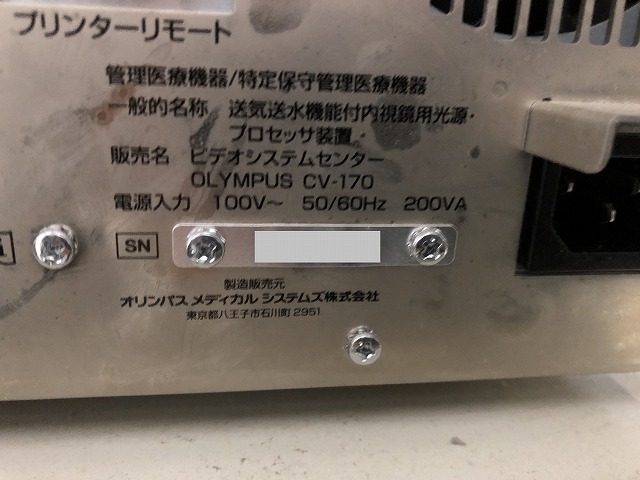 プリンターリモート
管理医療機器/特定保守管理医療機器
一般的名称 送気送水機能付内視鏡用光源・
プロセッサ装置
販売名 ビデオシステムセンター
OLYMPUS CV-170
電源入力 100V～ 50/60Hz 200VA
SN
製造販売元
オリンパス メディカル システムズ株式会社
東京都八王子市石川町 2951